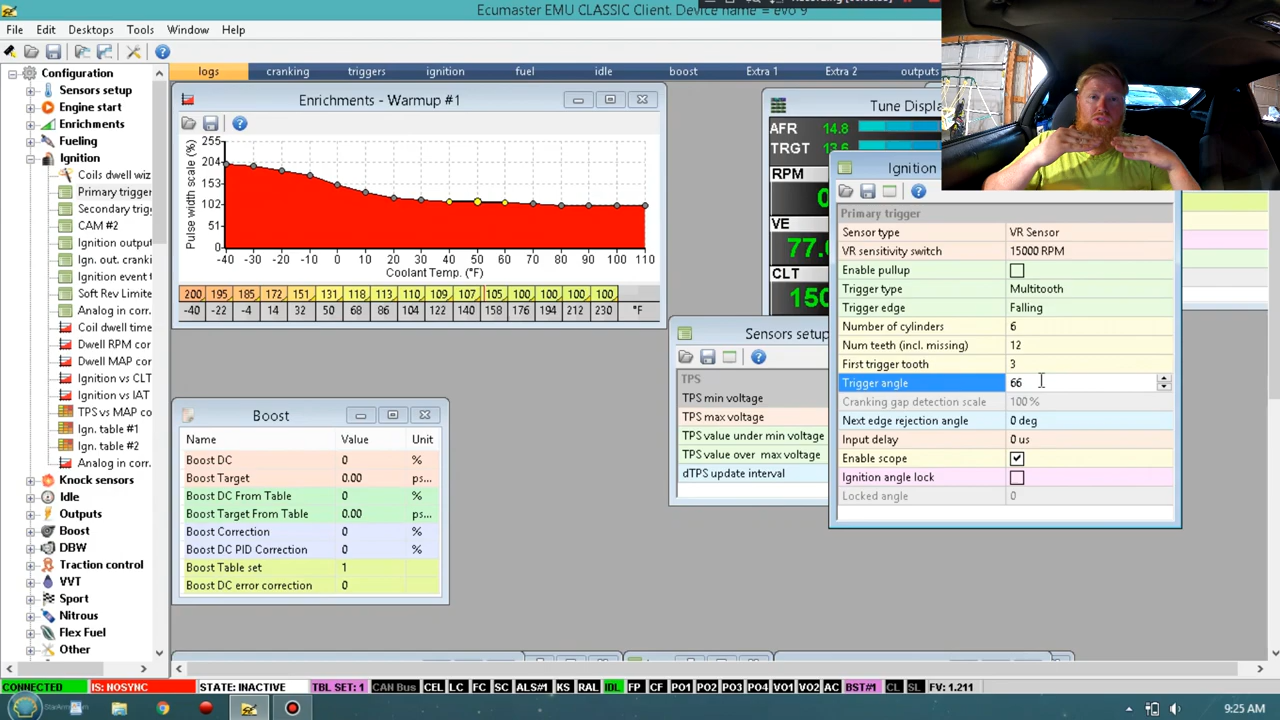 Ecumaster EMU CLASSIC Client. Device name = evo 9
File Edit Desktops Tools Window Help
logs cranking triggers ignition fuel idle boost Extra 1 Extra 2 outputs
Configuration
Sensors setup
Engine start
Enrichments
Fueling
Ignition
Coils dwell wiz
Primary trigger
Secondary trig
CAM #2
Ignition output
Ign. out. cranki
Ignition event t
Soft Rev Limite
Analog in corr.
Coil dwell time
Dwell RPM cor
Dwell MAP cor
Ignition vs CLT
Ignition vs IAT
TPS vs MAP co
Ign. table #1
Ign. table #2
Analog in corr.
Knock sensors
Idle
Outputs
Boost
DBW
Traction control
VVT
Sport
Nitrous
Flex Fuel
Other
Enrichments - Warmup #1
Pulse width scale (%)
255
204
153
102
51
0
-40 -30 -20 -10 0 10 20 30 40 50 60 70 80 90 100 110
Coolant Temp. (°F)
200 195 185 172 151 131 118 113 110 109 107 105 100 100 100 100
-40 -22 -4 14 32 50 68 86 104 122 140 158 176 194 212 230 °F
Boost
Name Value Unit
Boost DC 0 %
Boost Target 0.00 ps...
Boost DC From Table 0 %
Boost Target From Table 0.00 ps...
Boost Correction 0 %
Boost DC PID Correction 0 %
Boost Table set 1
Boost DC error correction 0
Tune Displa
AFR 14.8
TRGT 13.6
RPM
VE
77.
CLT
150
Sensors setup
TPS
TPS min voltage
TPS max voltage
TPS value under min voltage
TPS value over max voltage
dTPS update interval
Ignition
Primary trigger
Sensor type VR Sensor
VR sensitivity switch 15000 RPM
Enable pullup
Trigger type Multitooth
Trigger edge Falling
Number of cylinders 6
Num teeth (incl. missing) 12
First trigger tooth 3
Trigger angle 66
Cranking gap detection scale 100 %
Next edge rejection angle 0 deg
Input delay 0 us
Enable scope
Ignition angle lock
Locked angle 0
CONNECTED IS: NOSYNC STATE: INACTIVE TBL SET: 1 CAN Bus CEL LC FC SC ALS#1 KS RAL IDL FP CF PO1 PO2 PO3 PO4 VO1 VO2 AC BST#1 CL SL FV: 1.211
9:25 AM